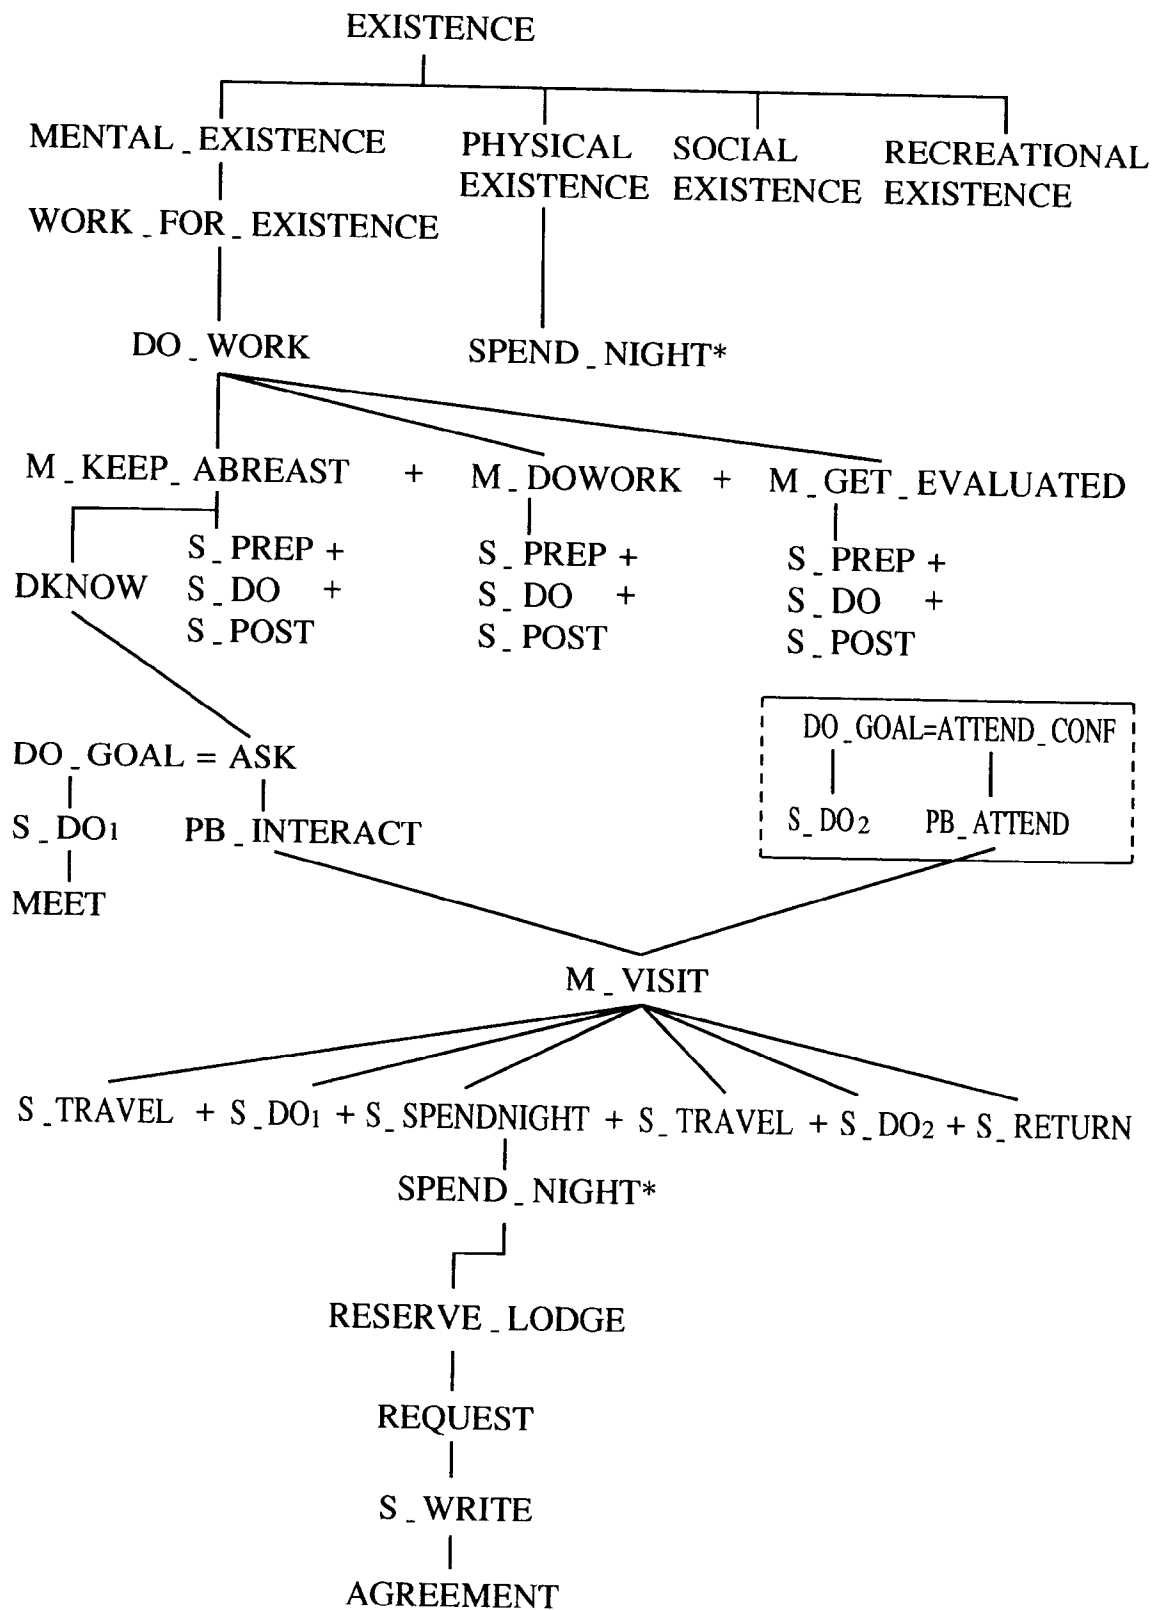 EXISTENCE
MENTAL_EXISTENCE PHYSICAL EXISTENCE SOCIAL EXISTENCE RECREATIONAL EXISTENCE
WORK_FOR_EXISTENCE
DO_WORK SPEND_NIGHT*
M_KEEP_ABREAST + M_DOWORK + M_GET_EVALUATED
DKNOW
S_PREP +
S_DO +
S_POST
S_PREP +
S_DO +
S_POST
S_PREP +
S_DO +
S_POST
DO_GOAL = ASK
S_DO1 PB_INTERACT
MEET
DO_GOAL=ATTEND_CONF
S_DO2 PB_ATTEND
M_VISIT
S_TRAVEL + S_DO1 + S_SPENDNIGHT + S_TRAVEL + S_DO2 + S_RETURN
SPEND_NIGHT*
RESERVE_LODGE
REQUEST
S_WRITE
AGREEMENT